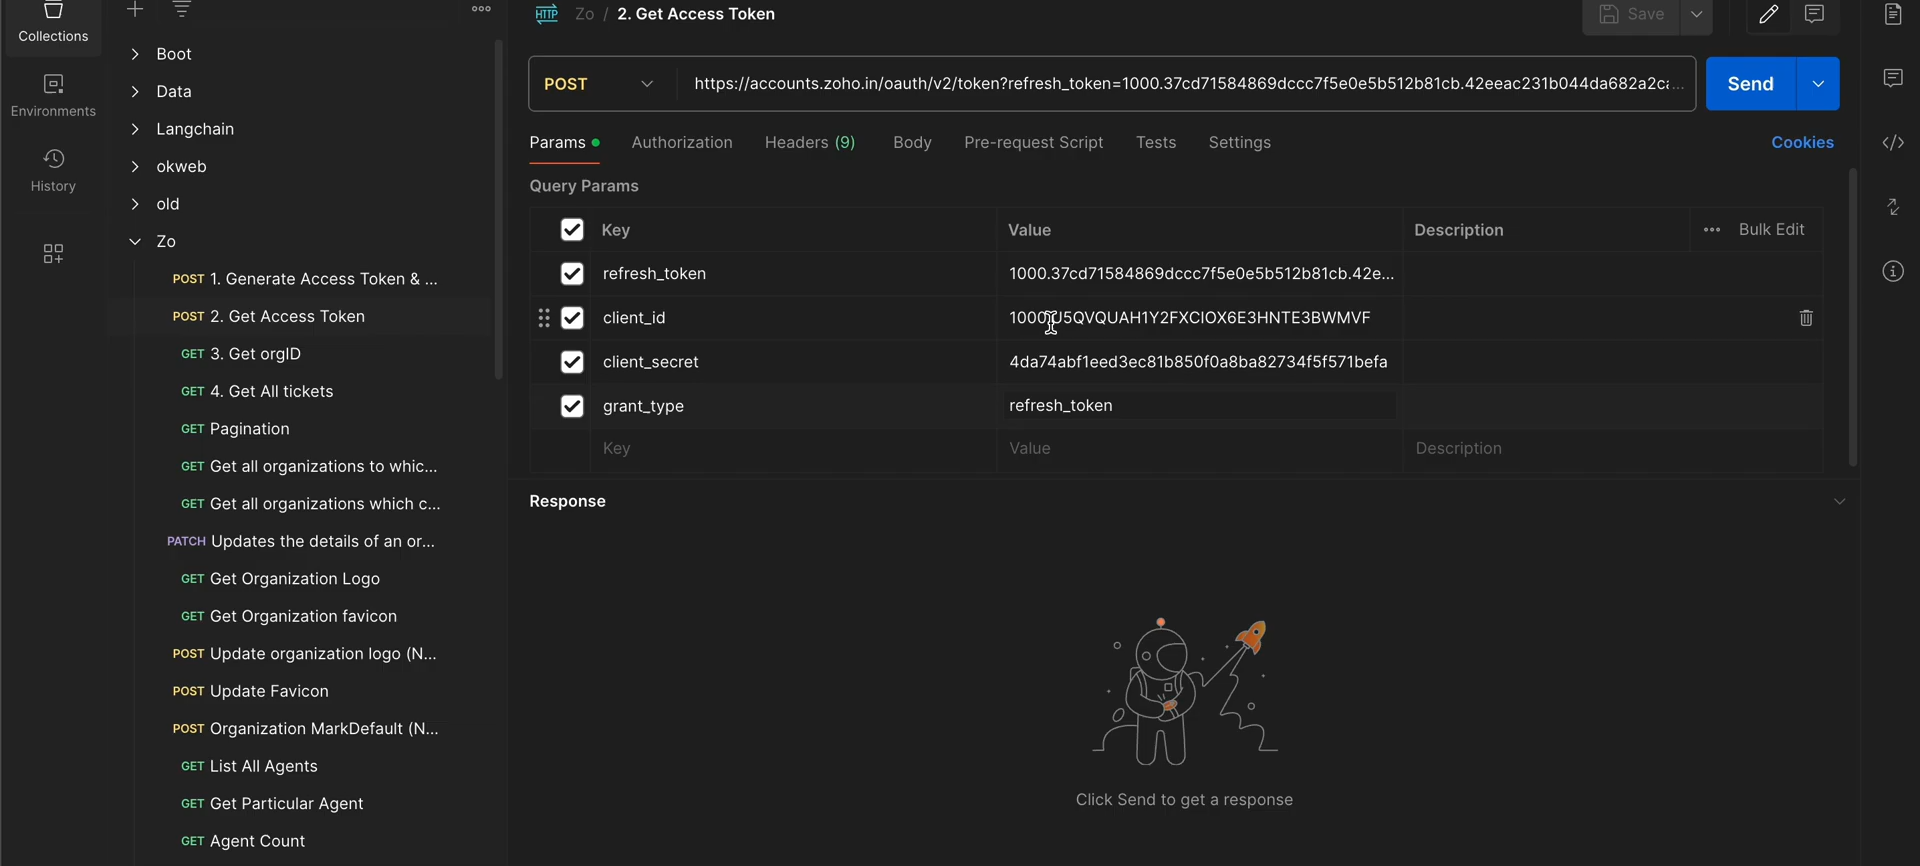 Collections
Environments
History
Boot
Data
Langchain
okweb
old
Zo
POST 1. Generate Access Token & ...
POST 2. Get Access Token
GET 3. Get orgID
GET 4. Get All tickets
GET Pagination
GET Get all organizations to whic...
GET Get all organizations which c...
PATCH Updates the details of an or...
GET Get Organization Logo
GET Get Organization favicon
POST Update organization logo (N...
POST Update Favicon
POST Organization MarkDefault (N...
GET List All Agents
GET Get Particular Agent
GET Agent Count
HTTP Zo / 2. Get Access Token
Save
POST https://accounts.zoho.in/oauth/v2/token?refresh_token=1000.37cd71584869dccc7f5e0e5b512b81cb.42eeac231b044da682a2c...
Send
Params Authorization Headers (9) Body Pre-request Script Tests Settings Cookies
Query Params
Key Value Description Bulk Edit
refresh_token 1000.37cd71584869dccc7f5e0e5b512b81cb.42e...
client_id
client_secret 4da74abf1eed3ec81b850f0a8ba82734f5f571befa
grant_type refresh_token
Key Value Description
Response
Click Send to get a response